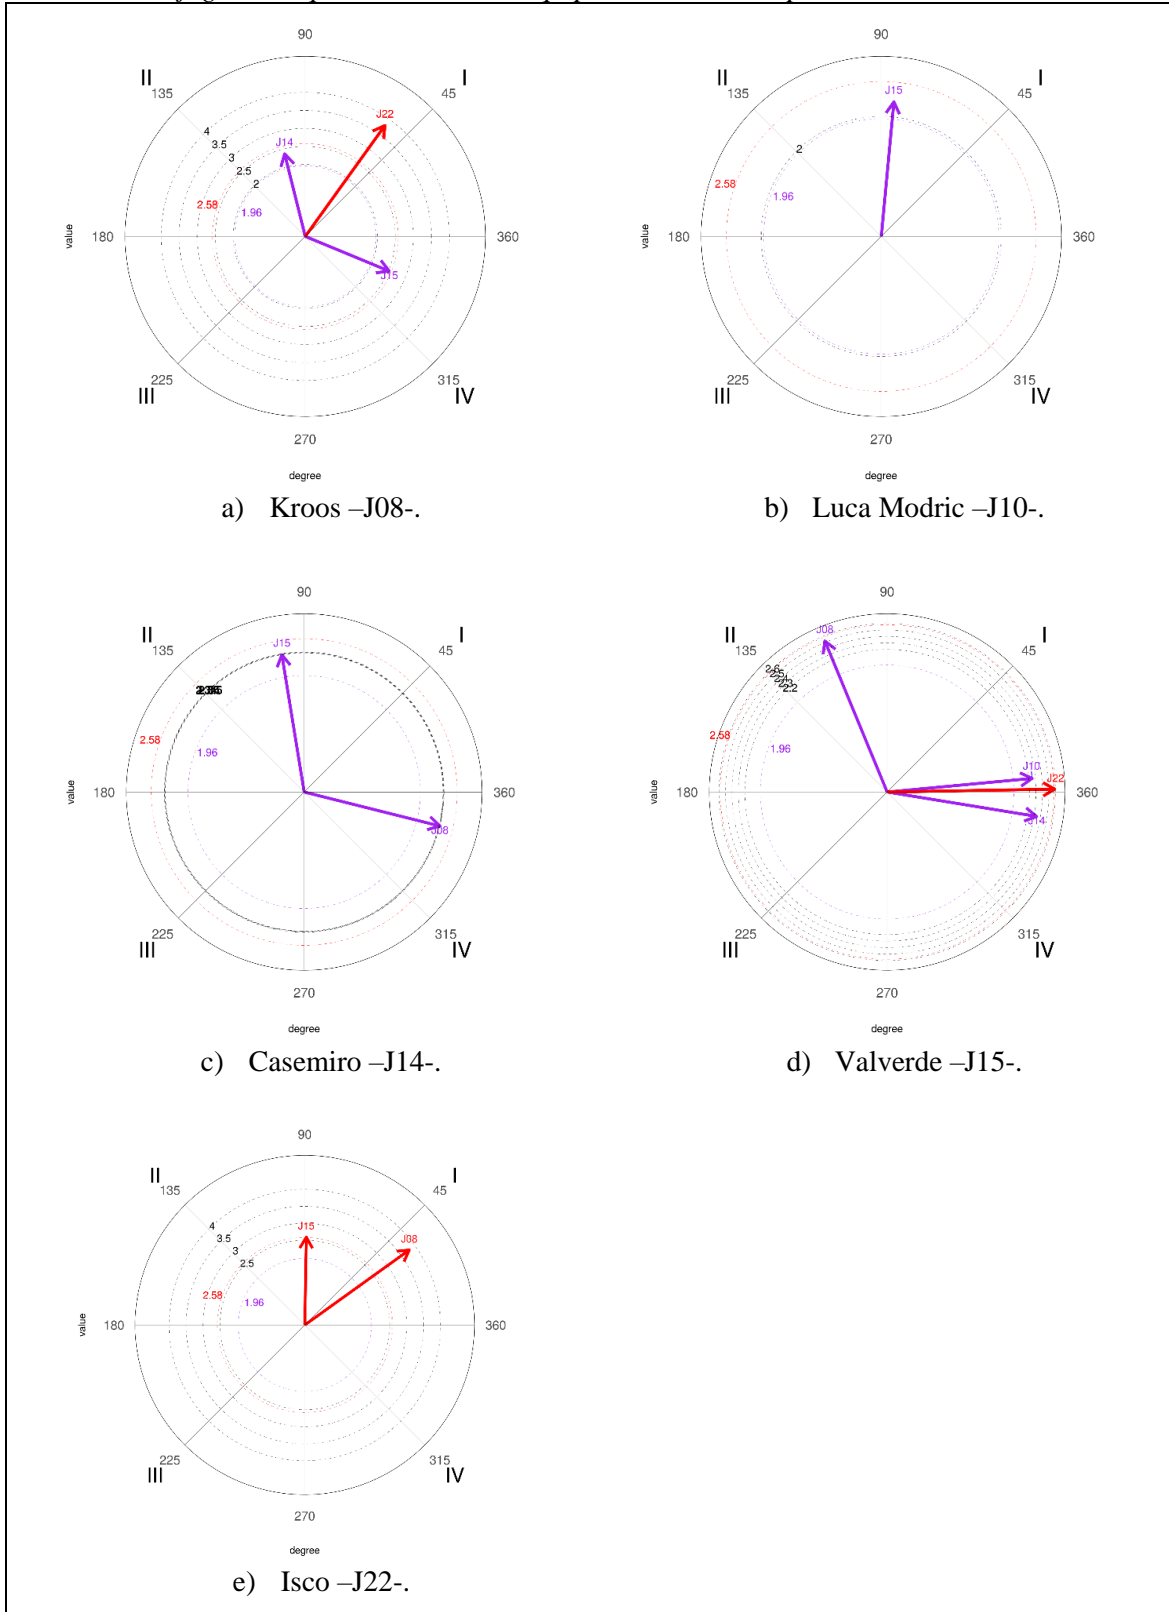 90
90
II
I
II
I
135
45
135
45
J22
J15
4
3.5
J14
3
2
2.5
2
2.58
2.58
1.96
1.96
value
180
360
value
180
360
J15
225
315
225
315
III
IV
III
IV
270
270
degree
degree
a) Kroos –J08-.
b) Luca Modric –J10-.
90
90
II
I
II
I
135
45
135
45
J15
J08
2.6
2.2
2.58
2.58
1.96
1.96
J10
J22
value
180
360
value
180
360
J08
J14
225
315
225
315
III
IV
III
IV
270
270
degree
degree
c) Casemiro –J14-.
d) Valverde –J15-.
90
II
I
135
45
4
J15
3.5
J08
3
2.5
2.58
1.96
value
180
360
225
315
III
IV
270
degree
e) Isco –J22-.